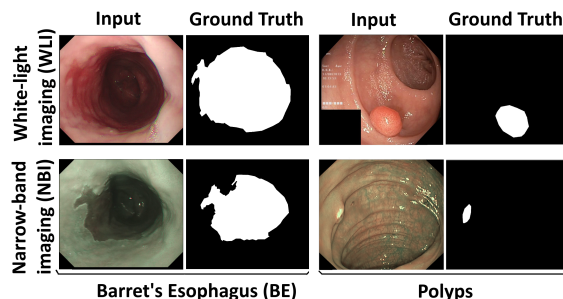 Input Ground Truth Input Ground Truth
White-light
imaging (WLI)
Narrow-band
imaging (NBI)
Barret's Esophagus (BE) Polyps